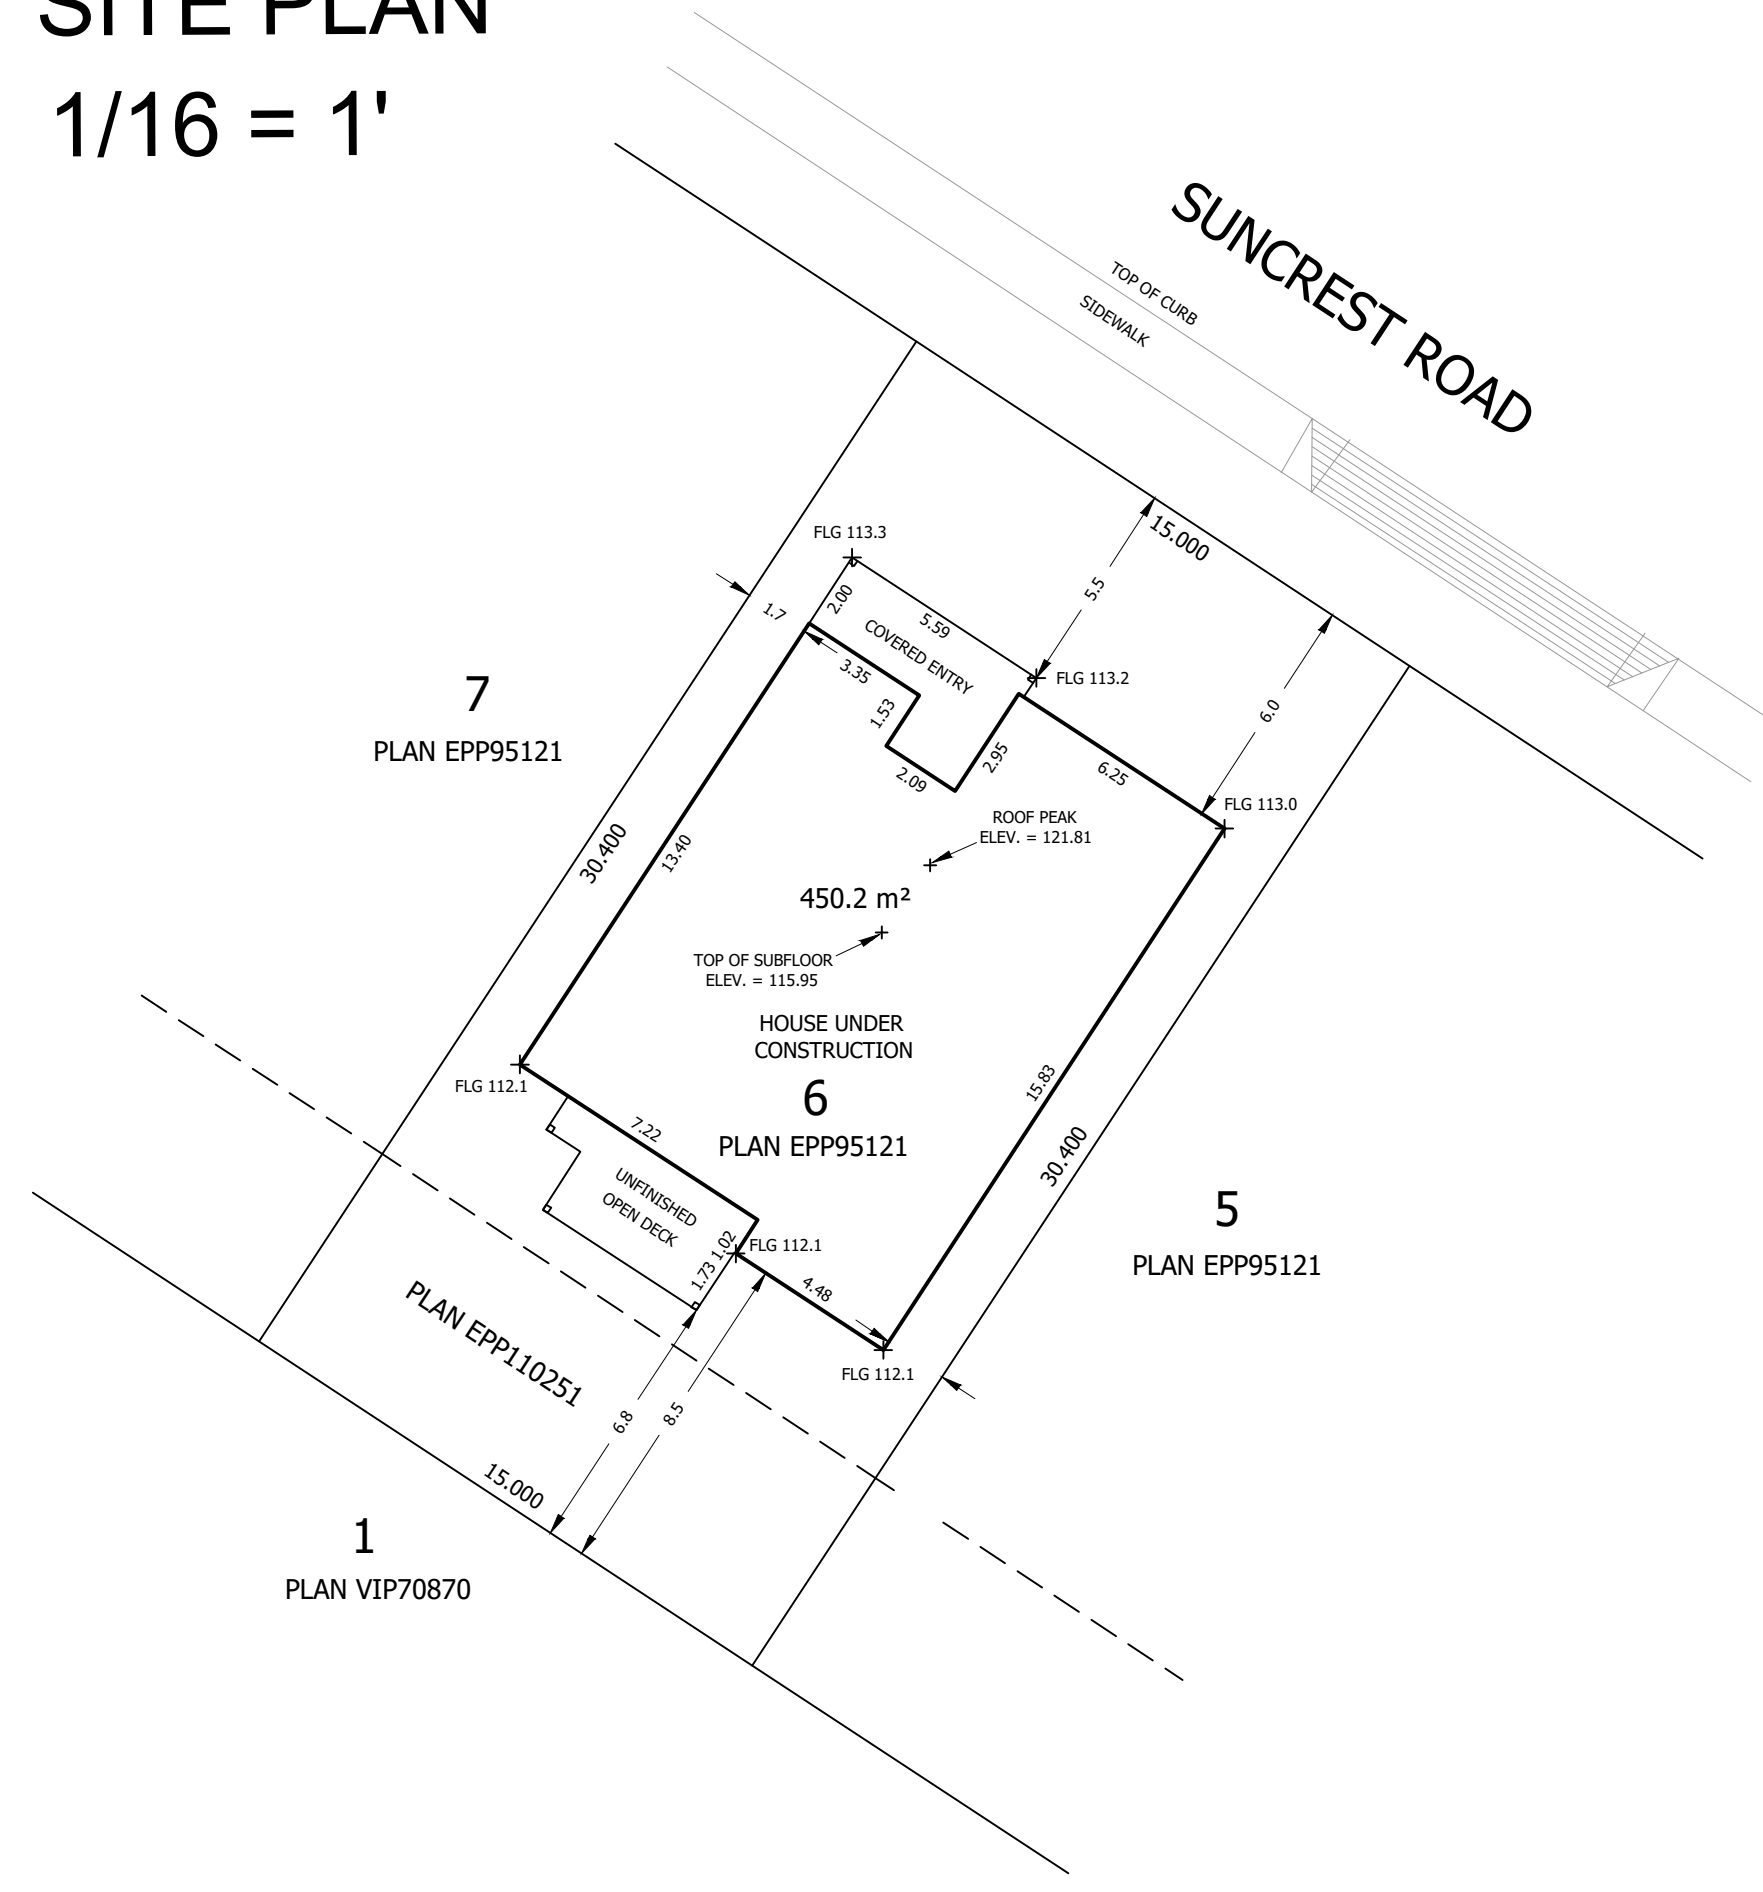 SITE PLAN
1/16 = 1'
SUNCREST ROAD
TOP OF CURB
SIDEWALK
15.000
FLG 113.3
5.5
1.7
2.00
5.59
COVERED ENTRY
3.35
FLG 113.2
6.0
1.53
2.95
2.09
6.25
7
PLAN EPP95121
FLG 113.0
ROOF PEAK
ELEV. = 121.81
30.400
13.40
450.2 m²
TOP OF SUBFLOOR
ELEV. = 115.95
HOUSE UNDER
CONSTRUCTION
6
PLAN EPP95121
FLG 112.1
7.22
15.83
30.400
5
PLAN EPP95121
UNFINISHED
OPEN DECK
1.02
FLG 112.1
1.73
4.48
FLG 112.1
PLAN EPP110251
6.8
8.5
15.000
1
PLAN VIP70870